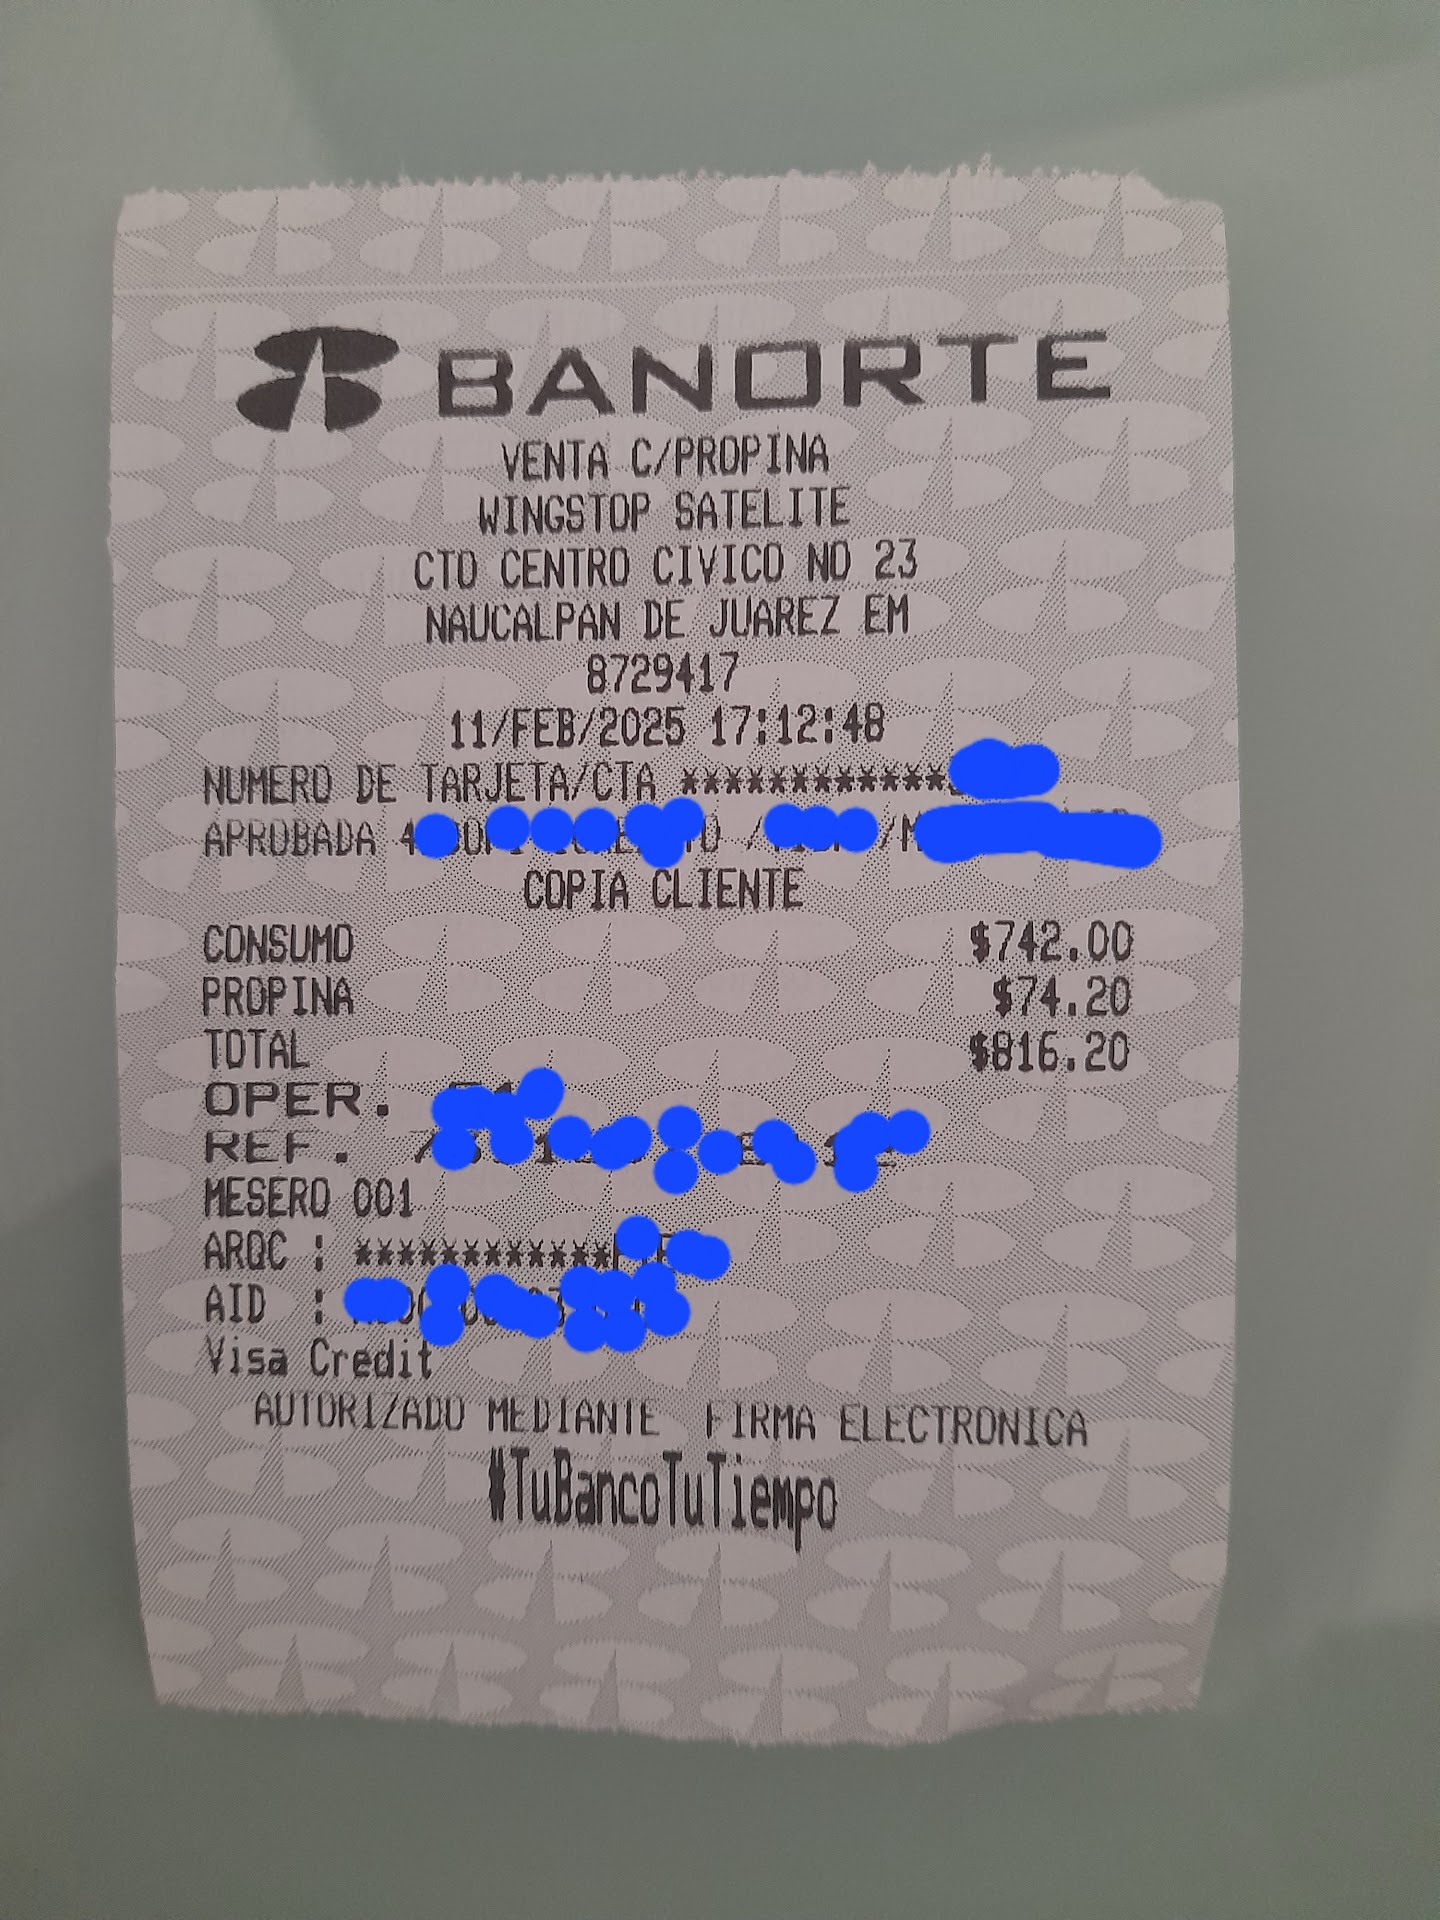 BANORTE
VENTA C/PROPINA
WINGSTOP SATELITE
CTO CENTRO CIVICO NO 23
NAUCALPAN DE JUAREZ EM
8729417
11/FEB/2025 17:12:48
NUMERO DE TARJETA/CTA ************
APROBADA
COPIA CLIENTE
CONSUMO $742.00
PROPINA $74.20
TOTAL $816.20
OPER.
REF.
MESERO 001
ARQC : ************
AID :
Visa Credit
AUTORIZADO MEDIANTE FIRMA ELECTRONICA
#TuBancoTuTiempo